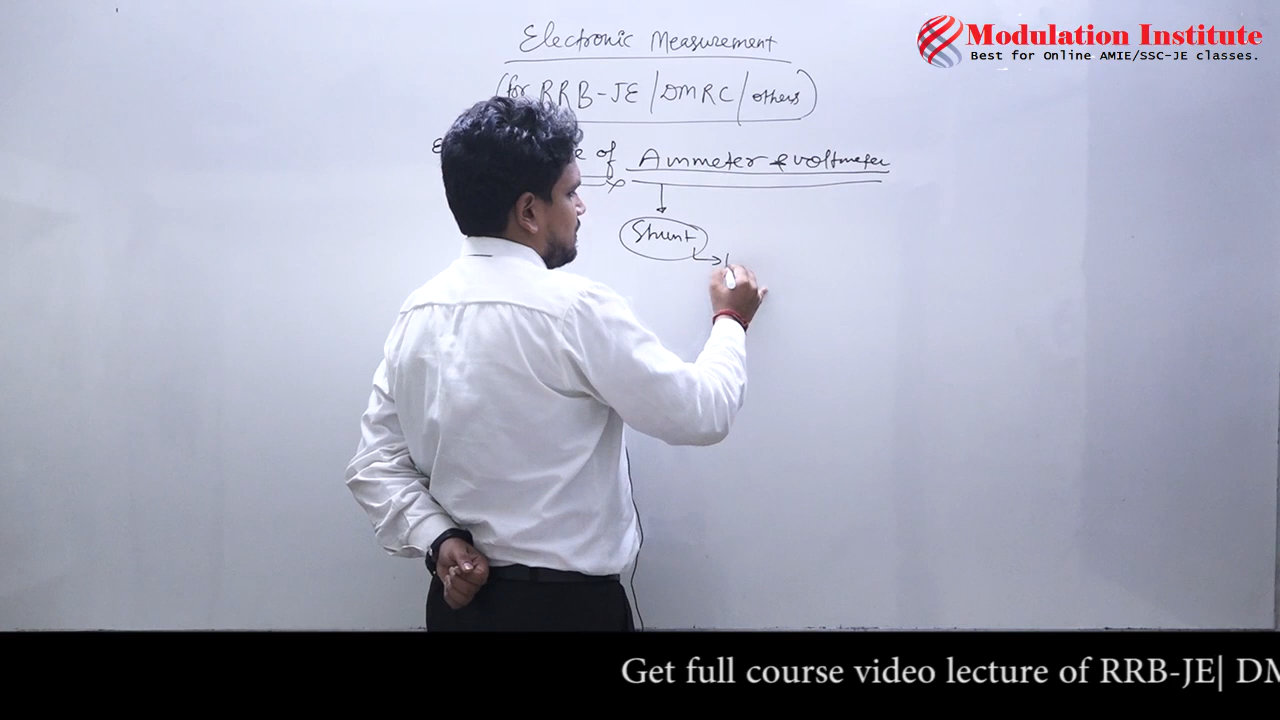 Modulation Institute
Best for Online AMIE/SSC-JE classes.
Electronic Measurement
(for RRB-JE / DMRC / others)
of Ammeter & voltmeter
Shunt
Get full course video lecture of RRB-JE| DM